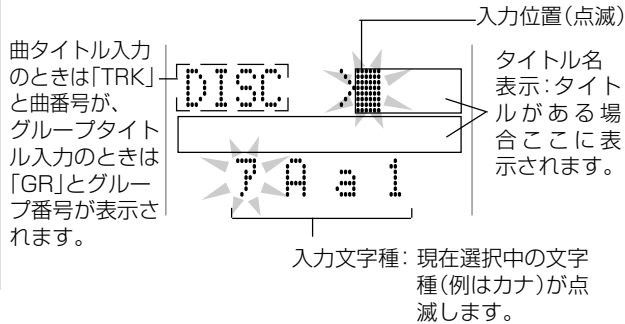 入力位置（点滅）
曲タイトル入力
のときは「TRK」
と曲番号が、
グループタイト
ル入力のときは
「GR」とグルー
プ番号が表示さ
れます。
DISC
ア A a 1
タイトル名
表示：タイト
ルがある場
合ここに表
示されます。
入力文字種： 現在選択中の文字
種（例はカナ）が点
滅します。